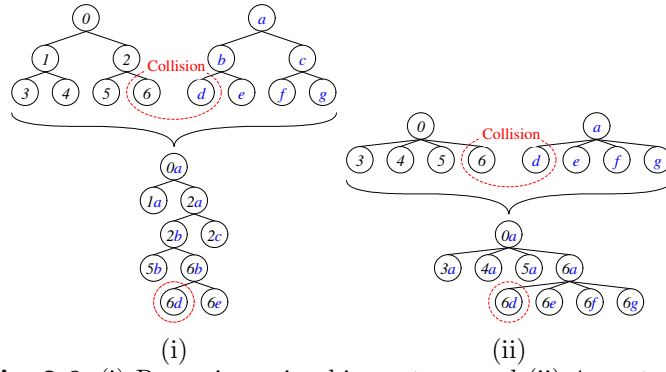 0 a
1 2 Collision b c
3 4 5 6 d e f g
0a
1a 2a
2b 2c
5b 6b
6d 6e
(i)
0 Collision a
3 4 5 6 d e f g
0a
3a 4a 5a 6a
6d 6e 6f 6g
(ii)